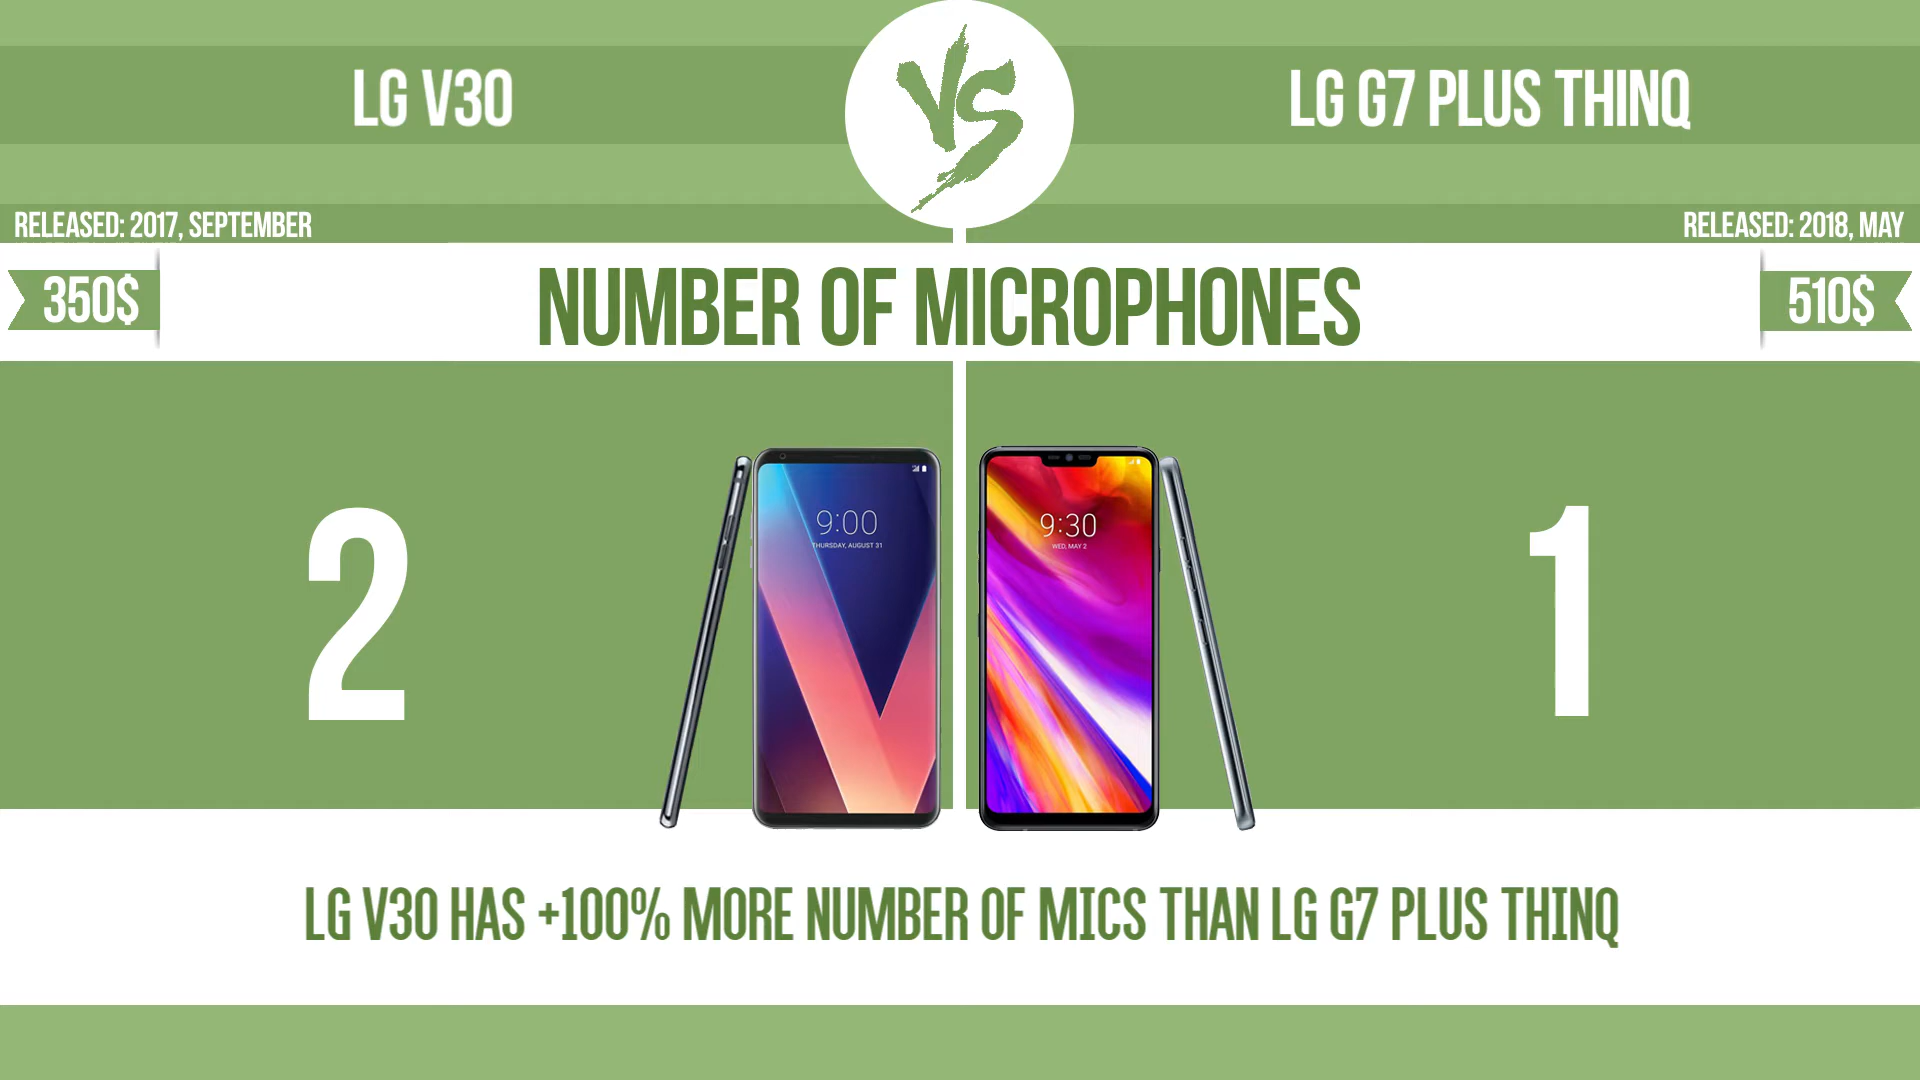 LG V30
VS
LG G7 PLUS THINQ
RELEASED: 2017, SEPTEMBER
RELEASED: 2018, MAY
350$
NUMBER OF MICROPHONES
510$
9:00
THURSDAY, AUGUST 31
9:30
WED, MAY 2
2
1
LG V30 HAS +100% MORE NUMBER OF MICS THAN LG G7 PLUS THINQ